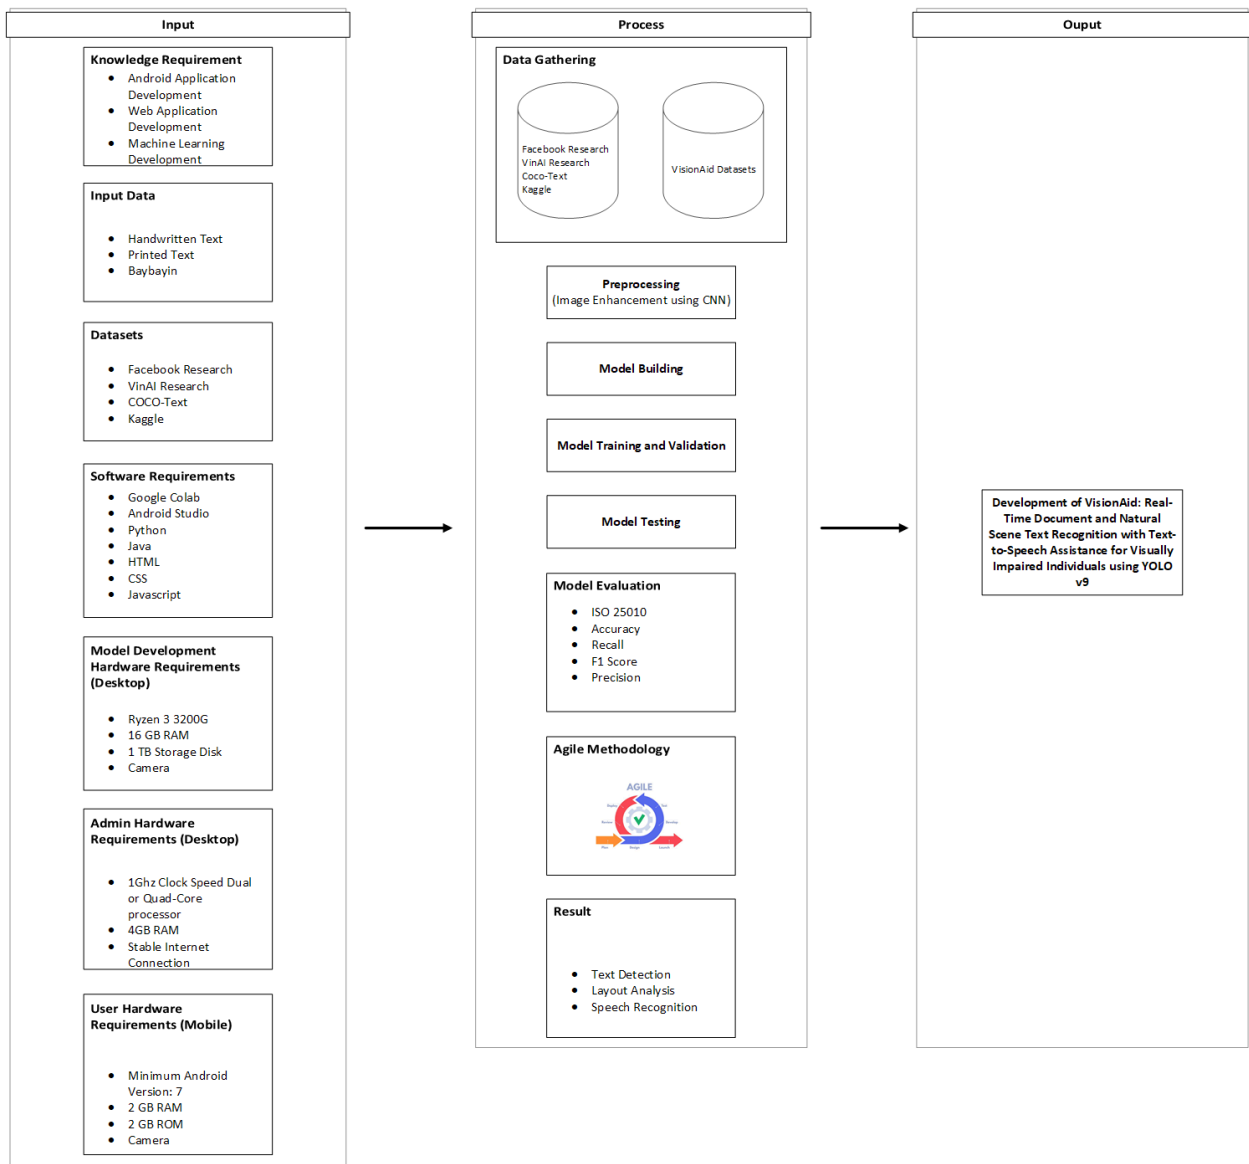 Input
Knowledge Requirement
• Android Application
Development
• Web Application
Development
• Machine Learning
Development
Input Data
• Handwritten Text
• Printed Text
• Baybayin
Datasets
• Facebook Research
• VinAI Research
• COCO-Text
• Kaggle
Software Requirements
• Google Colab
• Android Studio
• Python
• Java
• HTML
• CSS
• Javascript
Model Development
Hardware Requirements
(Desktop)
• Ryzen 3 3200G
• 16 GB RAM
• 1 TB Storage Disk
• Camera
Admin Hardware
Requirements (Desktop)
• 1Ghz Clock Speed Dual
or Quad-Core
processor
• 4GB RAM
• Stable Internet
Connection
User Hardware
Requirements (Mobile)
• Minimum Android
Version: 7
• 2 GB RAM
• 2 GB ROM
• Camera
Process
Data Gathering
Facebook Research
VinAI Research
Coco-Text
Kaggle
VisionAid Datasets
Preprocessing
(Image Enhancement using CNN)
Model Building
Model Training and Validation
Model Testing
Model Evaluation
• ISO 25010
• Accuracy
• Recall
• F1 Score
• Precision
Agile Methodology
AGILE
Deploy
Test
Review
Develop
Plan
Design
Launch
Result
• Text Detection
• Layout Analysis
• Speech Recognition
Ouput
Development of VisionAid: Real-
Time Document and Natural
Scene Text Recognition with Text-
to-Speech Assistance for Visually
Impaired Individuals using YOLO
v9